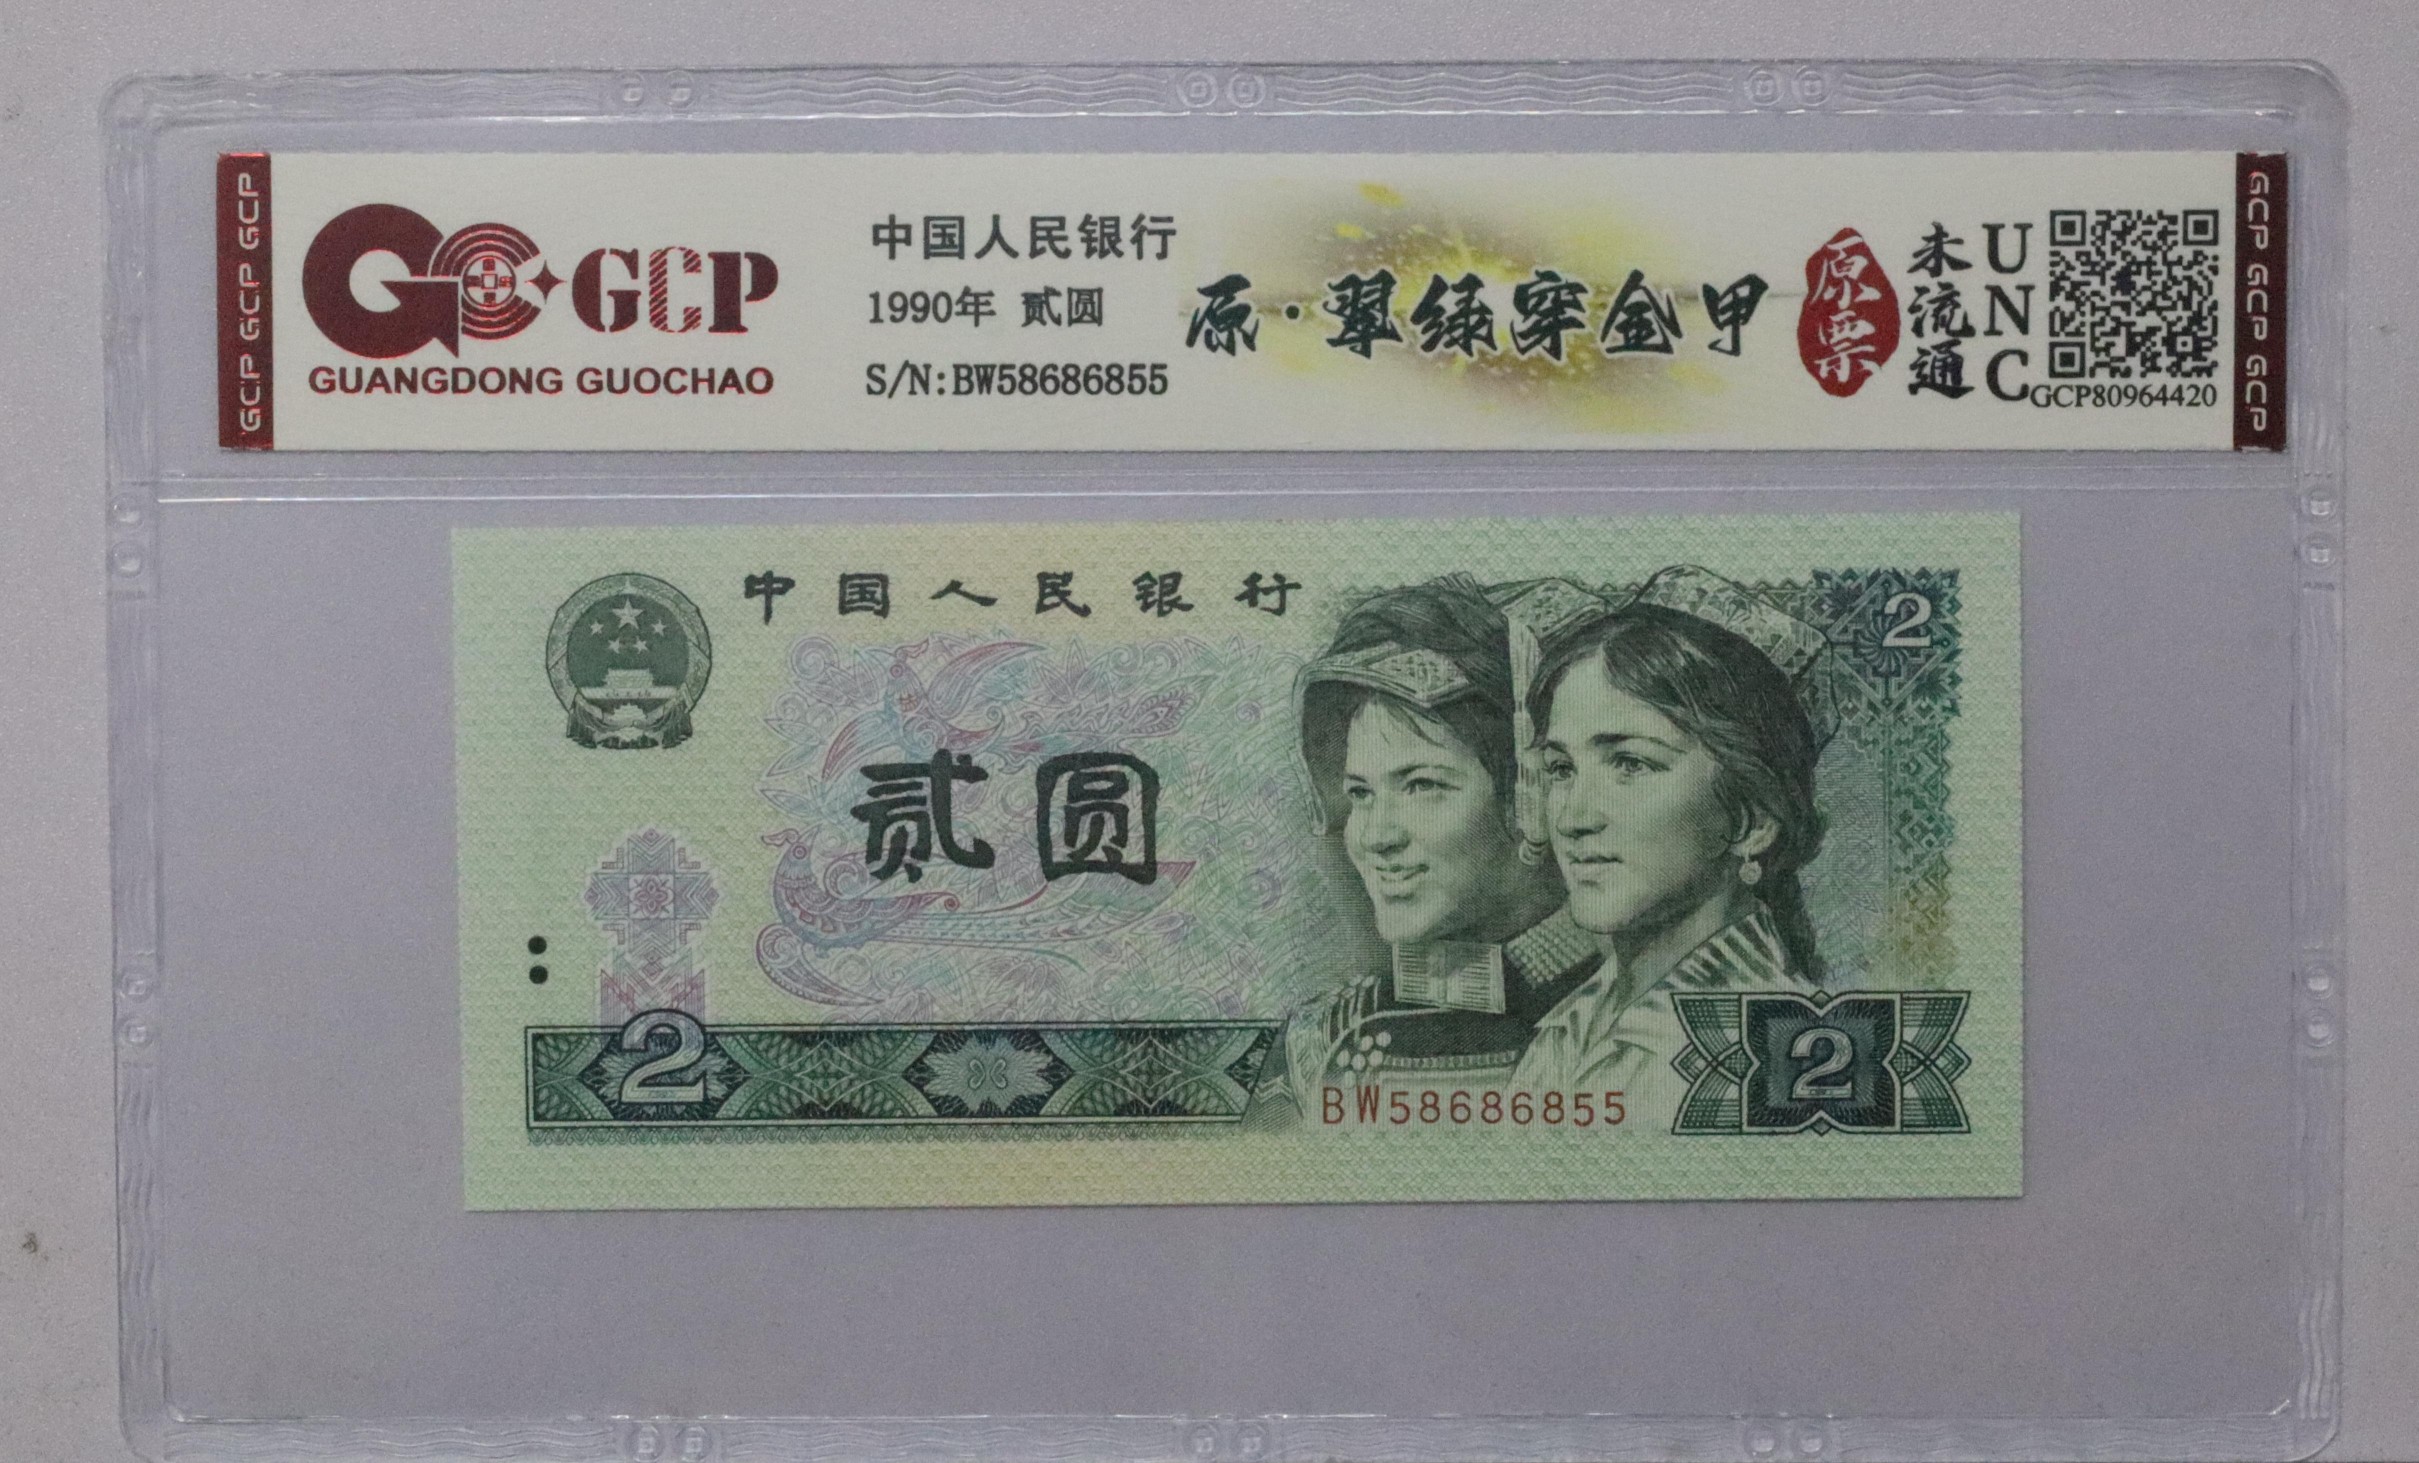 GCP GCP GCP
GCP
GUANGDONG GUOCHAO
中国人民银行
1990年 贰圆
S/N:BW58686855
原·翠绿穿金甲
原票
未流通
UNC
GCP80964420
GCP GCP GCP
中国人民银行
2
贰圆
2
BW58686855
2